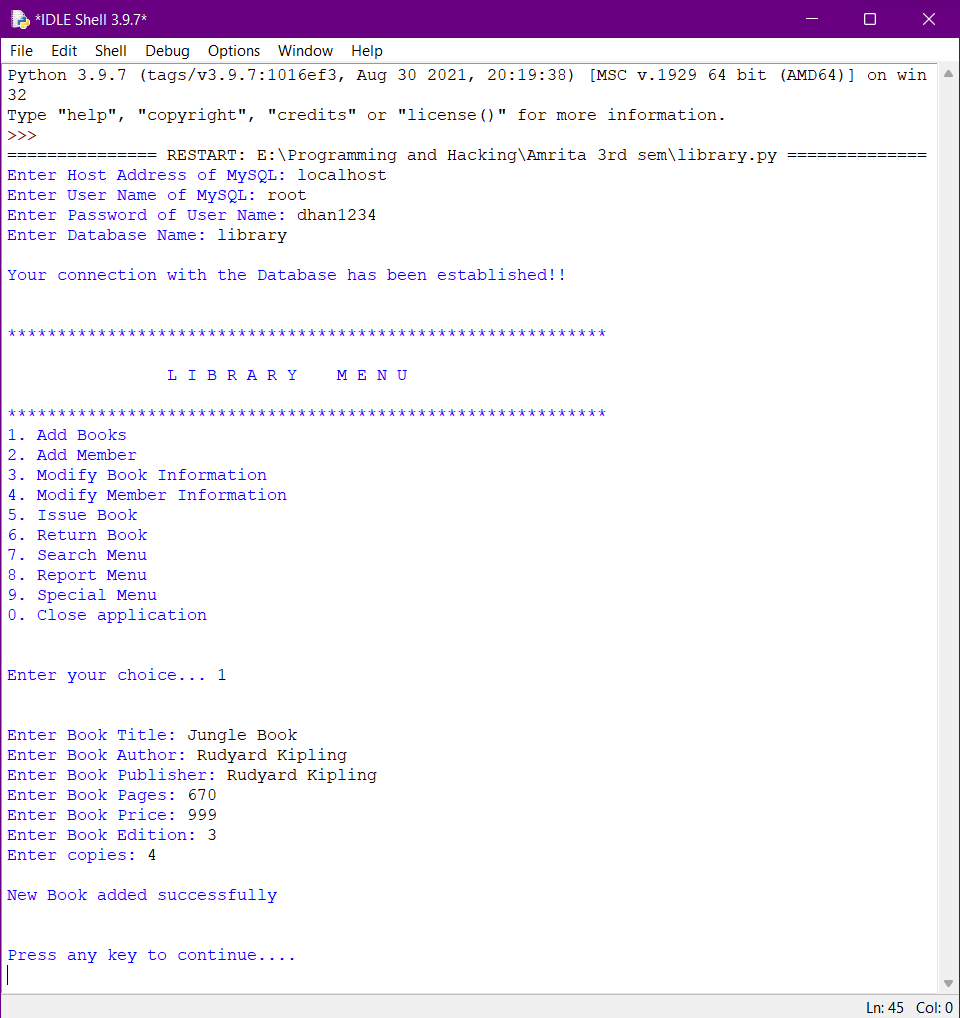 *IDLE Shell 3.9.7*
File Edit Shell Debug Options Window Help
Python 3.9.7 (tags/v3.9.7:1016ef3, Aug 30 2021, 20:19:38) [MSC v.1929 64 bit (AMD64)] on win
32
Type "help", "copyright", "credits" or "license()" for more information.
>>>
=============== RESTART: E:\Programming and Hacking\Amrita 3rd sem\library.py ==============
Enter Host Address of MySQL: localhost
Enter User Name of MySQL: root
Enter Password of User Name: dhan1234
Enter Database Name: library
Your connection with the Database has been established!!
************************************************************
L I B R A R Y    M E N U
************************************************************
1. Add Books
2. Add Member
3. Modify Book Information
4. Modify Member Information
5. Issue Book
6. Return Book
7. Search Menu
8. Report Menu
9. Special Menu
0. Close application
Enter your choice... 1
Enter Book Title: Jungle Book
Enter Book Author: Rudyard Kipling
Enter Book Publisher: Rudyard Kipling
Enter Book Pages: 670
Enter Book Price: 999
Enter Book Edition: 3
Enter copies: 4
New Book added successfully
Press any key to continue....
Ln: 45 Col: 0